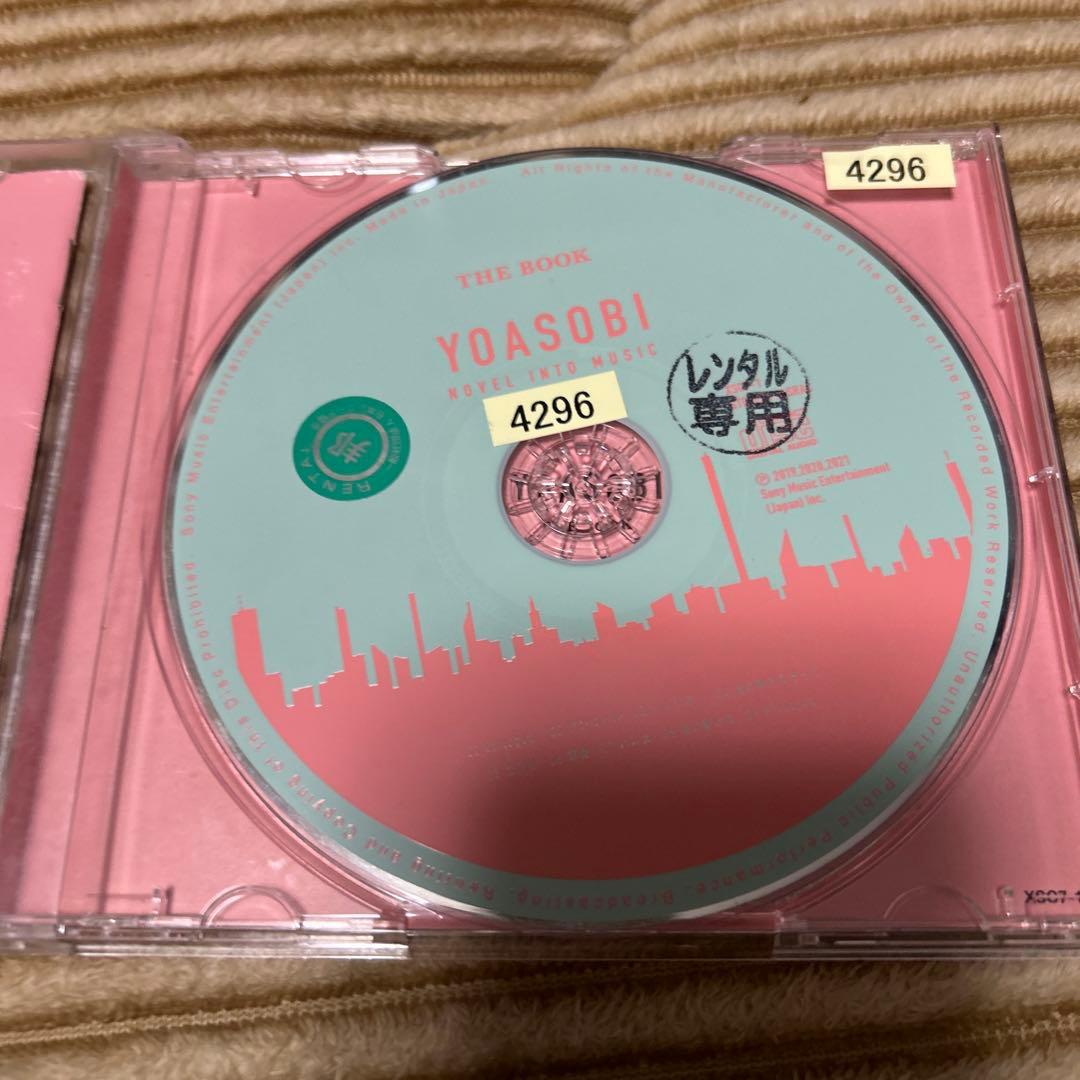 4296
THE BOOK
YOASOBI
NOVEL INTO MUSIC
4296
レンタル
専用
RENTAL
DIGITAL AUDIO
Ⓟ 2019,2020,2021
Sony Music Entertainment
(Japan) Inc.
Sony Music Entertainment (Japan) Inc. Made in Japan. All Rights of the Manufacturer and of the Owner of the Recorded Work Reserved. Unauthorized Public Performance, Broadcasting, Renting and Copying of this Disc Prohibited.